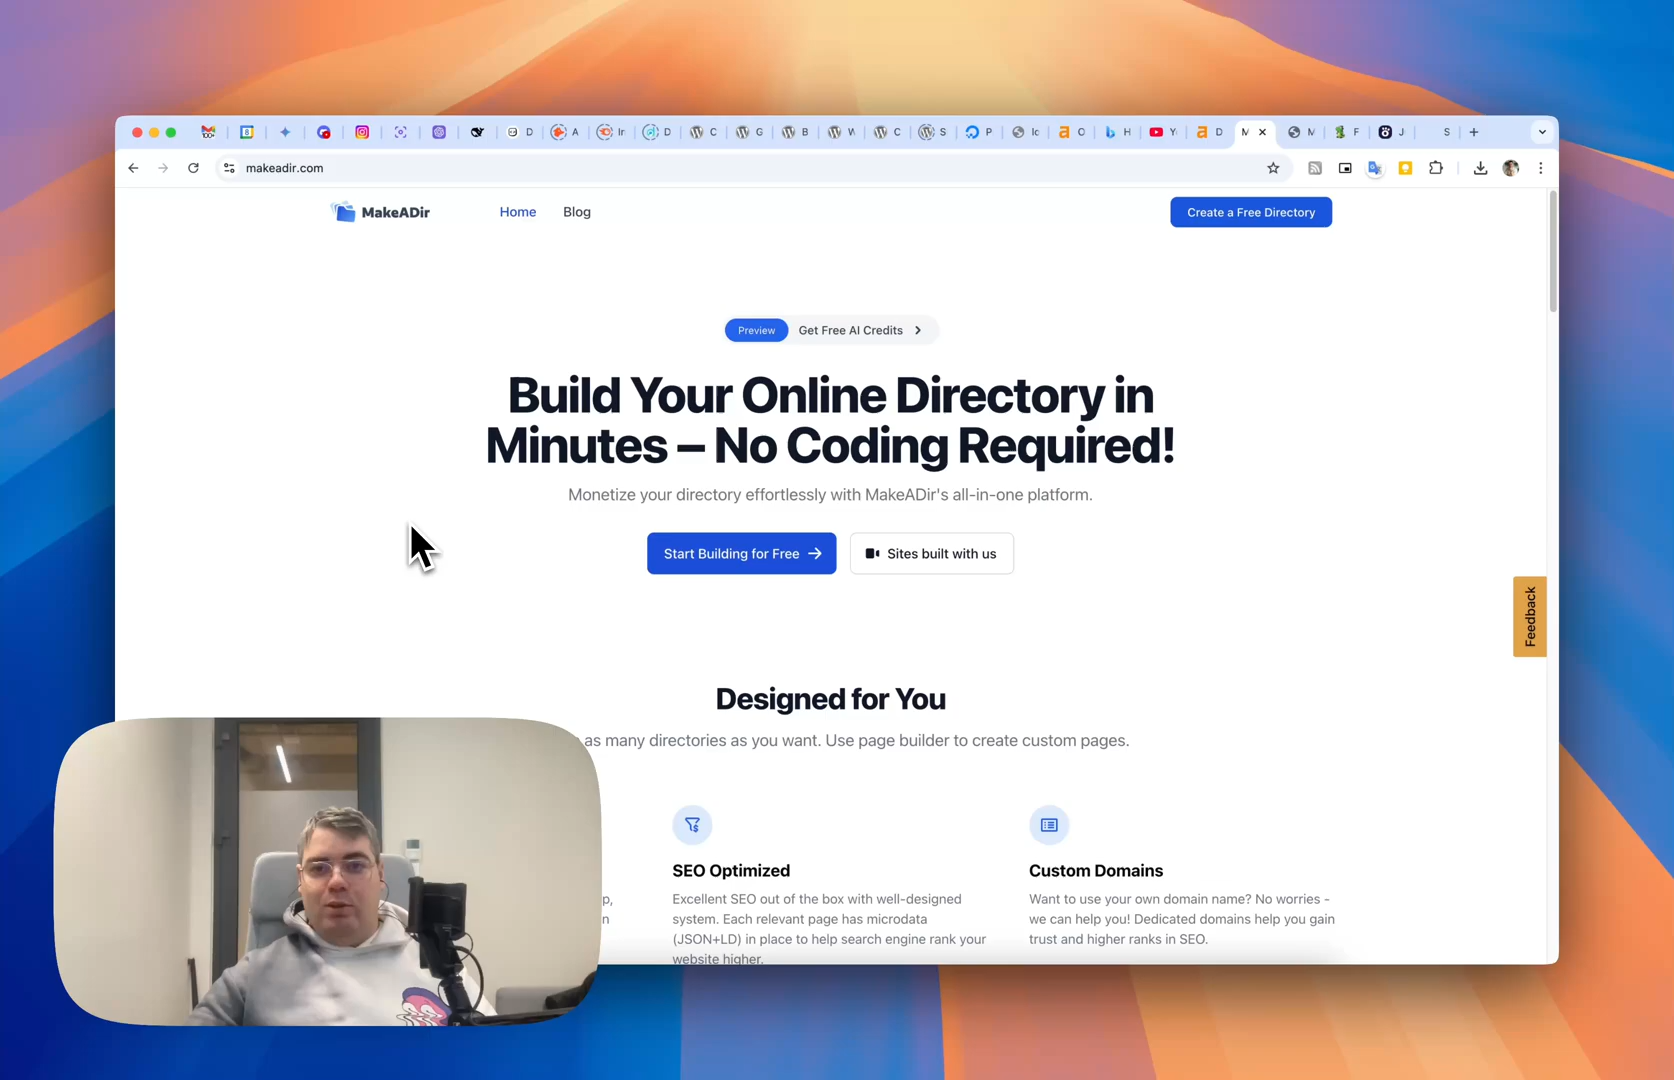 makeadir.com
MakeADir
Home
Blog
Create a Free Directory
Preview
Get Free AI Credits
Build Your Online Directory in
Minutes – No Coding Required!
Monetize your directory effortlessly with MakeADir's all-in-one platform.
Start Building for Free
Sites built with us
Feedback
Designed for You
as many directories as you want. Use page builder to create custom pages.
SEO Optimized
Excellent SEO out of the box with well-designed
system. Each relevant page has microdata
(JSON+LD) in place to help search engine rank your
website higher.
Custom Domains
Want to use your own domain name? No worries -
we can help you! Dedicated domains help you gain
trust and higher ranks in SEO.